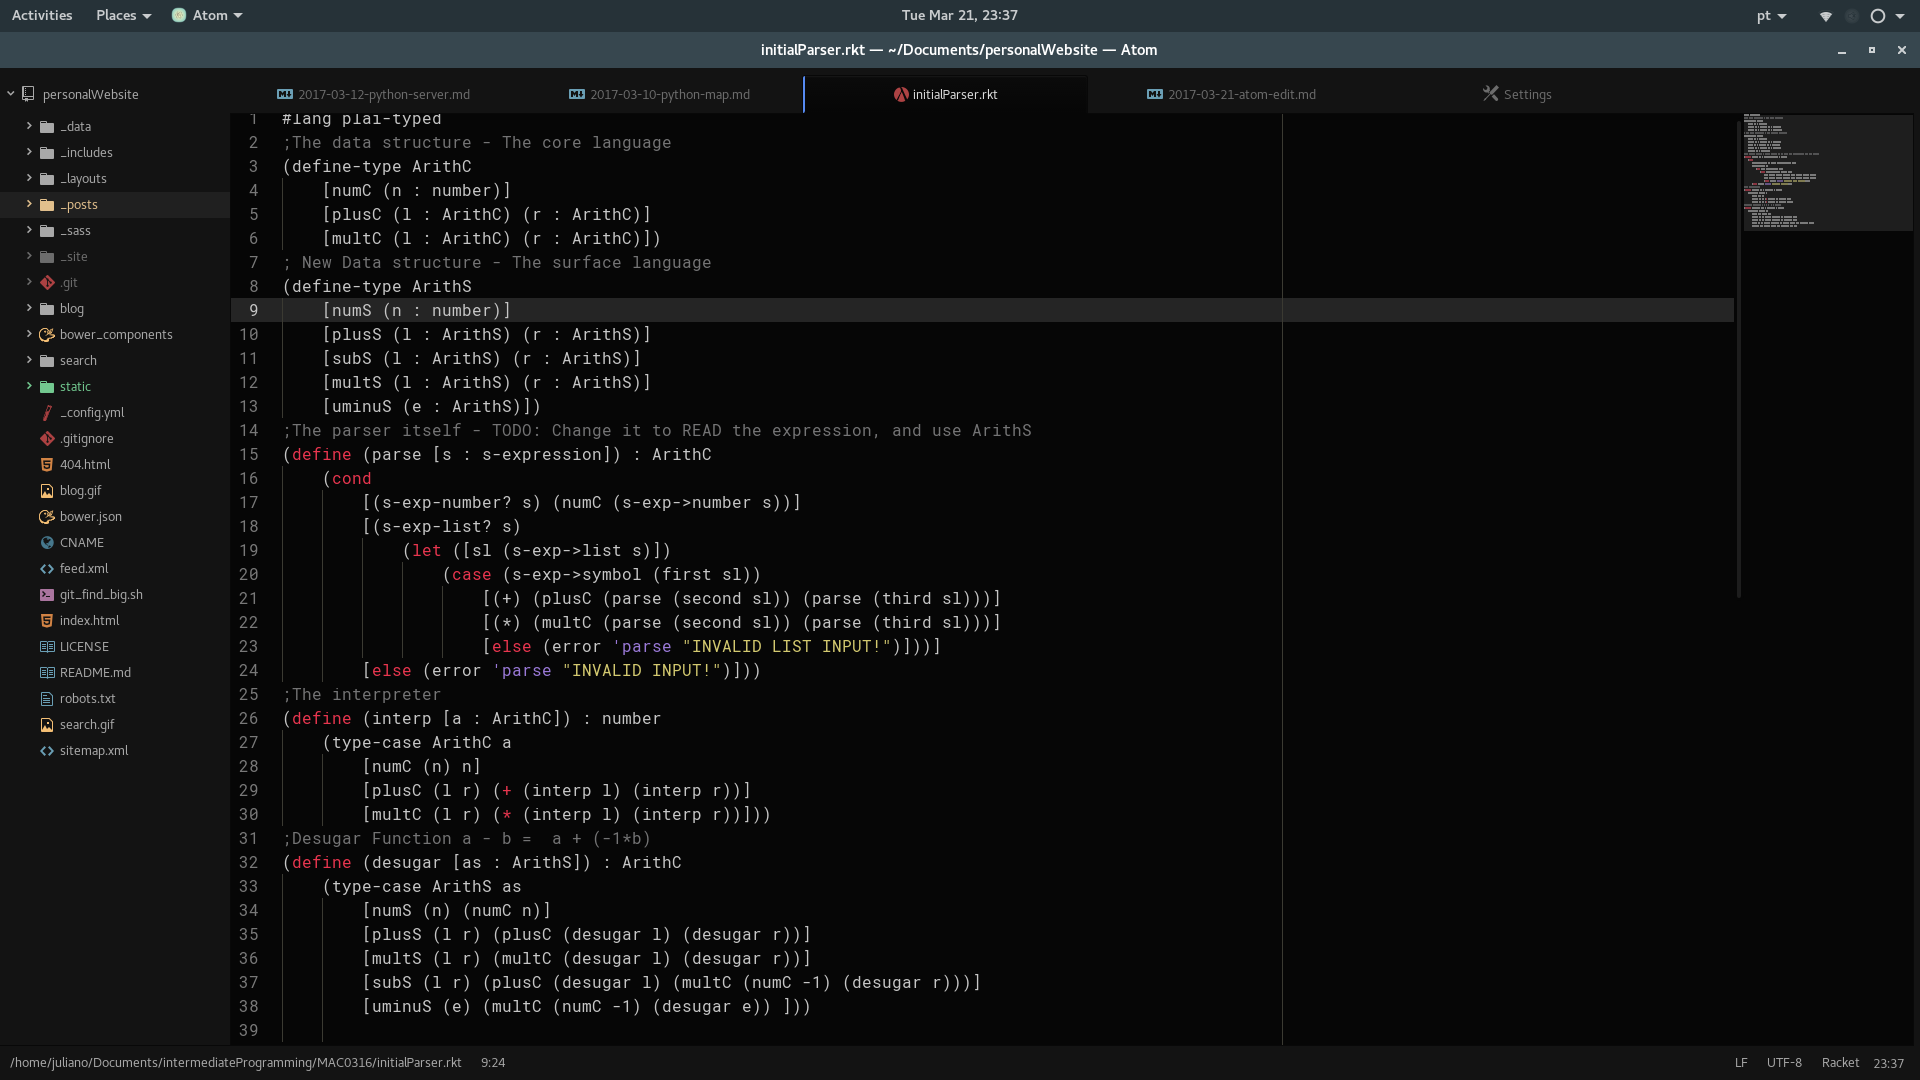 Activities Places Atom Tue Mar 21, 23:37 pt
initialParser.rkt — ~/Documents/personalWebsite — Atom
personalWebsite
_data
_includes
_layouts
_posts
_sass
_site
.git
blog
bower_components
search
static
_config.yml
.gitignore
404.html
blog.gif
bower.json
CNAME
feed.xml
git_find_big.sh
index.html
LICENSE
README.md
robots.txt
search.gif
sitemap.xml
2017-03-12-python-server.md 2017-03-10-python-map.md initialParser.rkt 2017-03-21-atom-edit.md Settings
1 #lang plai-typed
2 ;The data structure - The core language
3 (define-type ArithC
4     [numC (n : number)]
5     [plusC (l : ArithC) (r : ArithC)]
6     [multC (l : ArithC) (r : ArithC)])
7 ; New Data structure - The surface language
8 (define-type ArithS
9     [numS (n : number)]
10     [plusS (l : ArithS) (r : ArithS)]
11     [subS (l : ArithS) (r : ArithS)]
12     [multS (l : ArithS) (r : ArithS)]
13     [uminuS (e : ArithS)])
14 ;The parser itself - TODO: Change it to READ the expression, and use ArithS
15 (define (parse [s : s-expression]) : ArithC
16     (cond
17         [(s-exp-number? s) (numC (s-exp->number s))]
18         [(s-exp-list? s)
19             (let ([sl (s-exp->list s)])
20                 (case (s-exp->symbol (first sl))
21                     [(+) (plusC (parse (second sl)) (parse (third sl)))]
22                     [(*) (multC (parse (second sl)) (parse (third sl)))]
23                     [else (error 'parse "INVALID LIST INPUT!")]))]
24         [else (error 'parse "INVALID INPUT!")]))
25 ;The interpreter
26 (define (interp [a : ArithC]) : number
27     (type-case ArithC a
28         [numC (n) n]
29         [plusC (l r) (+ (interp l) (interp r))]
30         [multC (l r) (* (interp l) (interp r))]))
31 ;Desugar Function a - b =  a + (-1*b)
32 (define (desugar [as : ArithS]) : ArithC
33     (type-case ArithS as
34         [numS (n) (numC n)]
35         [plusS (l r) (plusC (desugar l) (desugar r))]
36         [multS (l r) (multC (desugar l) (desugar r))]
37         [subS (l r) (plusC (desugar l) (multC (numC -1) (desugar r)))]
38         [uminuS (e) (multC (numC -1) (desugar e)) ]))
39
/home/juliano/Documents/intermediateProgramming/MAC0316/initialParser.rkt 9:24 LF UTF-8 Racket 23:37